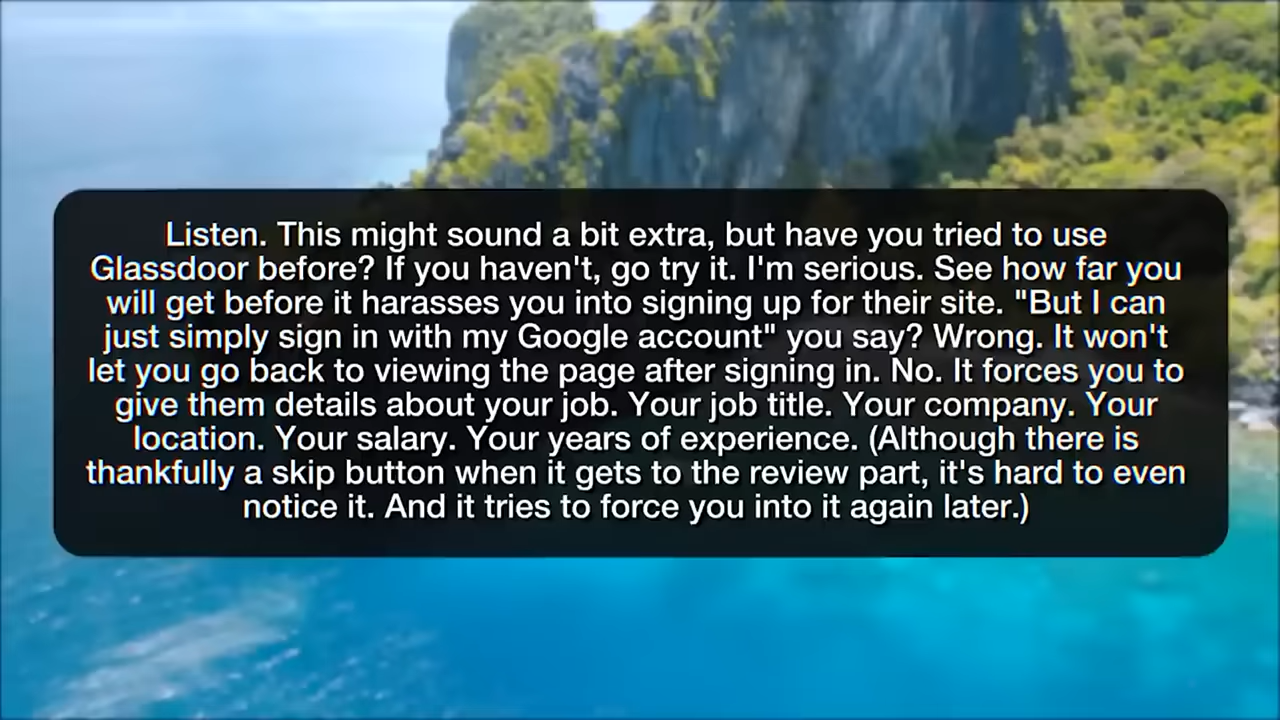 Listen. This might sound a bit extra, but have you tried to use
Glassdoor before? If you haven't, go try it. I'm serious. See how far you
will get before it harasses you into signing up for their site. "But I can
just simply sign in with my Google account" you say? Wrong. It won't
let you go back to viewing the page after signing in. No. It forces you to
give them details about your job. Your job title. Your company. Your
location. Your salary. Your years of experience. (Although there is
thankfully a skip button when it gets to the review part, it's hard to even
notice it. And it tries to force you into it again later.)